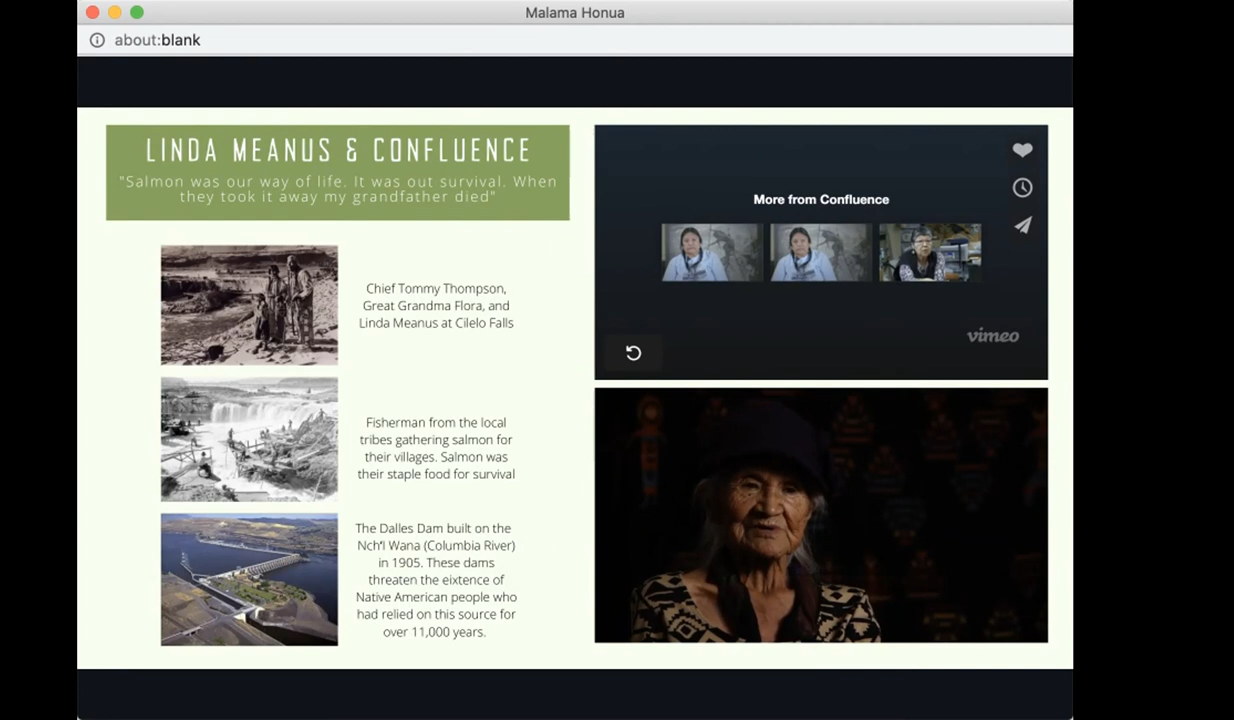 Malama Honua
about:blank
LINDA MEANUS & CONFLUENCE
"Salmon was our way of life. It was out survival. When
they took it away my grandfather died"
Chief Tommy Thompson,
Great Grandma Flora, and
Linda Meanus at Cilelo Falls
Fisherman from the local
tribes gathering salmon for
their villages. Salmon was
their staple food for survival
The Dalles Dam built on the
Nch'I Wana (Columbia River)
in 1905. These dams
threaten the eixtence of
Native American people who
had relied on this source for
over 11,000 years.
More from Confluence
vimeo